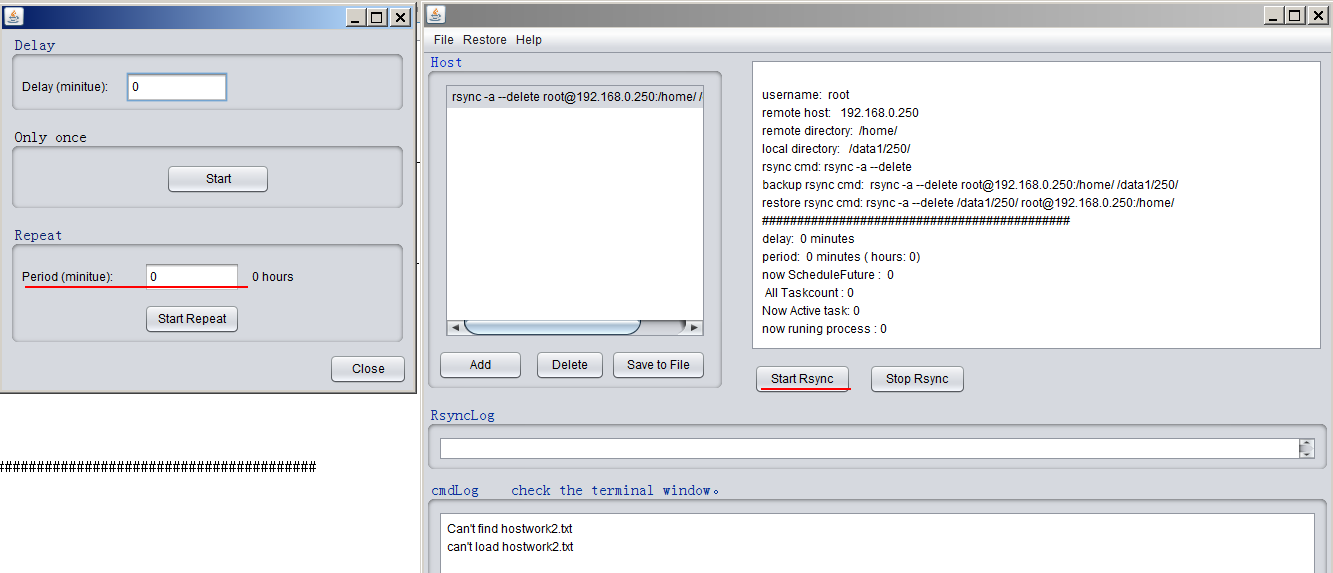 Delay
Delay (minitue):
0
Only once
Start
Repeat
Period (minitue):
0
0 hours
Start Repeat
Close
########################################
File Restore Help
Host
rsync -a --delete root@192.168.0.250:/home/ /
Add
Delete
Save to File
username: root
remote host: 192.168.0.250
remote directory: /home/
local directory: /data1/250/
rsync cmd: rsync -a --delete
backup rsync cmd: rsync -a --delete root@192.168.0.250:/home/ /data1/250/
restore rsync cmd: rsync -a --delete /data1/250/ root@192.168.0.250:/home/
############################################
delay: 0 minutes
period: 0 minutes ( hours: 0)
now ScheduleFuture : 0
All Taskcount : 0
Now Active task: 0
now runing process : 0
Start Rsync
Stop Rsync
RsyncLog
cmdLog check the terminal window。
Can't find hostwork2.txt
can't load hostwork2.txt